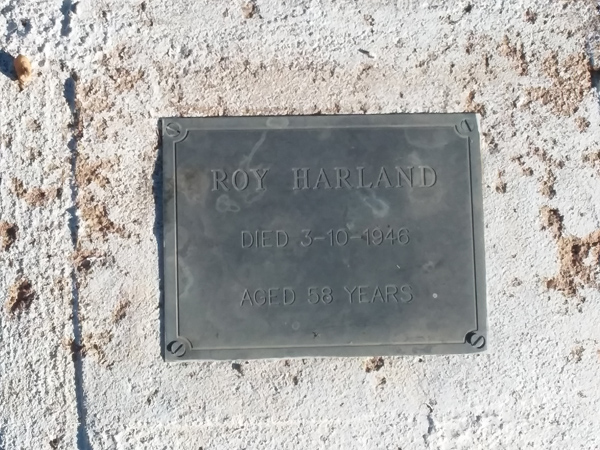 ROY HARLAND
DIED 3-10-1946
AGED 58 YEARS